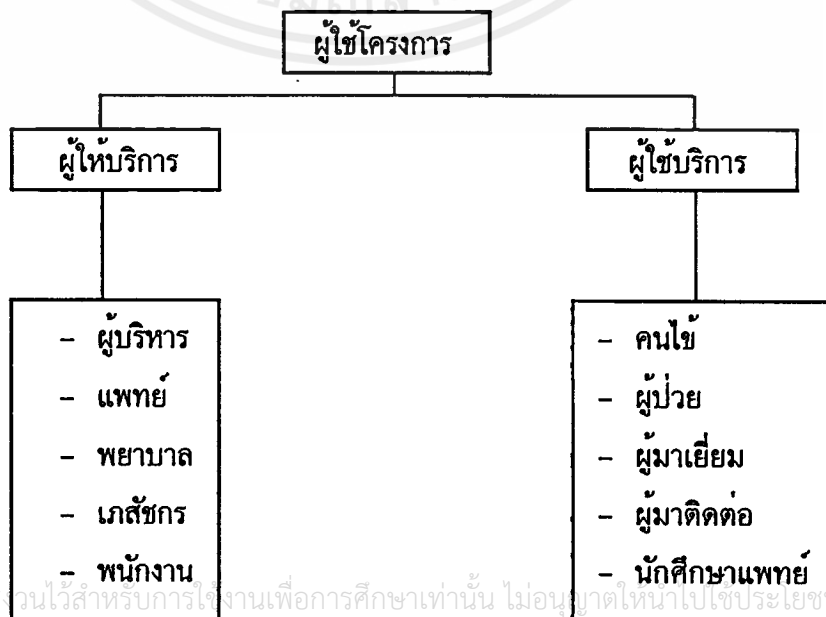 ผู้ใช้โครงการ
ผู้ให้บริการ
ผู้ใช้บริการ
- ผู้บริหาร
- แพทย์
- พยาบาล
- เภสัชกร
- พนักงาน
- คนไข้
- ผู้ป่วย
- ผู้มาเยี่ยม
- ผู้มาติดต่อ
- นักศึกษาแพทย์
งวนไว้สำหรับการใช้งานเพื่อการศึกษาเท่านั้น ไม่อนุญาตให้นำไปใช้ประโยช